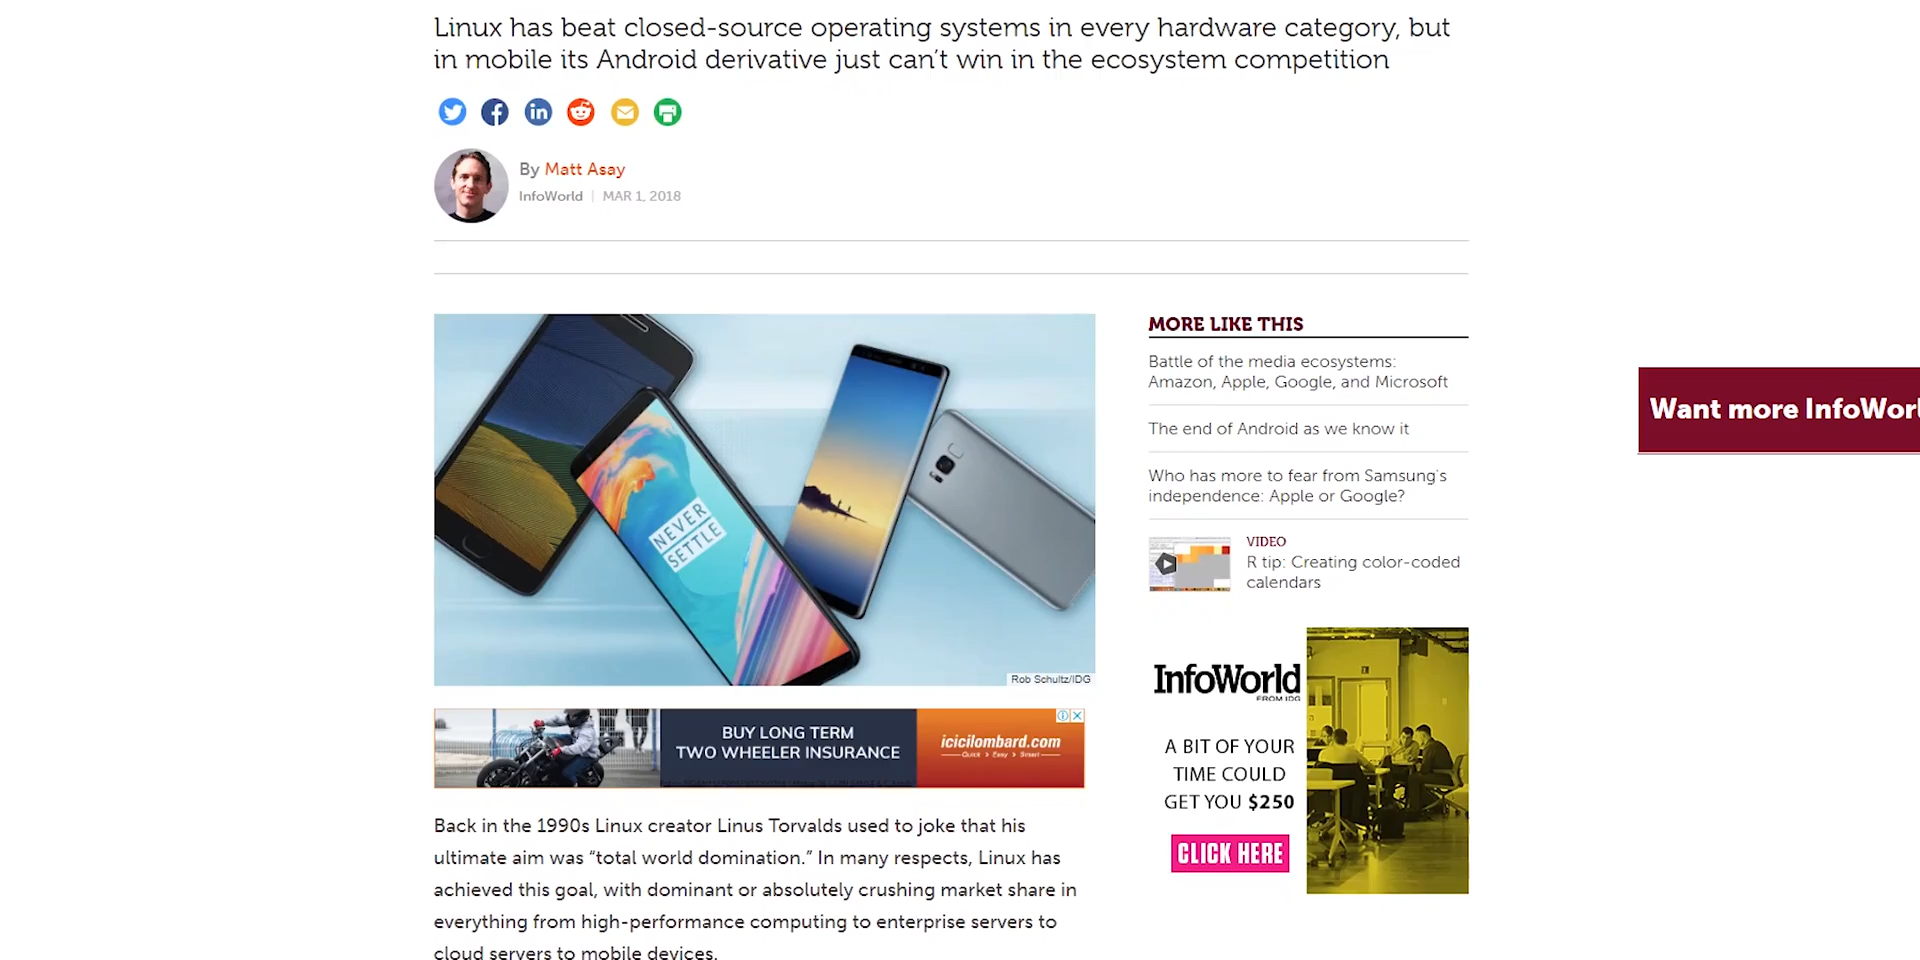 Linux has beat closed-source operating systems in every hardware category, but
in mobile its Android derivative just can't win in the ecosystem competition
By Matt Asay
InfoWorld | MAR 1, 2018
NEVER
SETTLE
Rob Schultz/IDG
BUY LONG TERM
TWO WHEELER INSURANCE
icicilombard.com
Quick > Easy > Smart
Back in the 1990s Linux creator Linus Torvalds used to joke that his
ultimate aim was “total world domination.” In many respects, Linux has
achieved this goal, with dominant or absolutely crushing market share in
everything from high-performance computing to enterprise servers to
cloud servers to mobile devices.
MORE LIKE THIS
Battle of the media ecosystems:
Amazon, Apple, Google, and Microsoft
The end of Android as we know it
Who has more to fear from Samsung's
independence: Apple or Google?
VIDEO
R tip: Creating color-coded
calendars
InfoWorld
FROM IDG
A BIT OF YOUR
TIME COULD
GET YOU $250
CLICK HERE
Want more InfoWorl